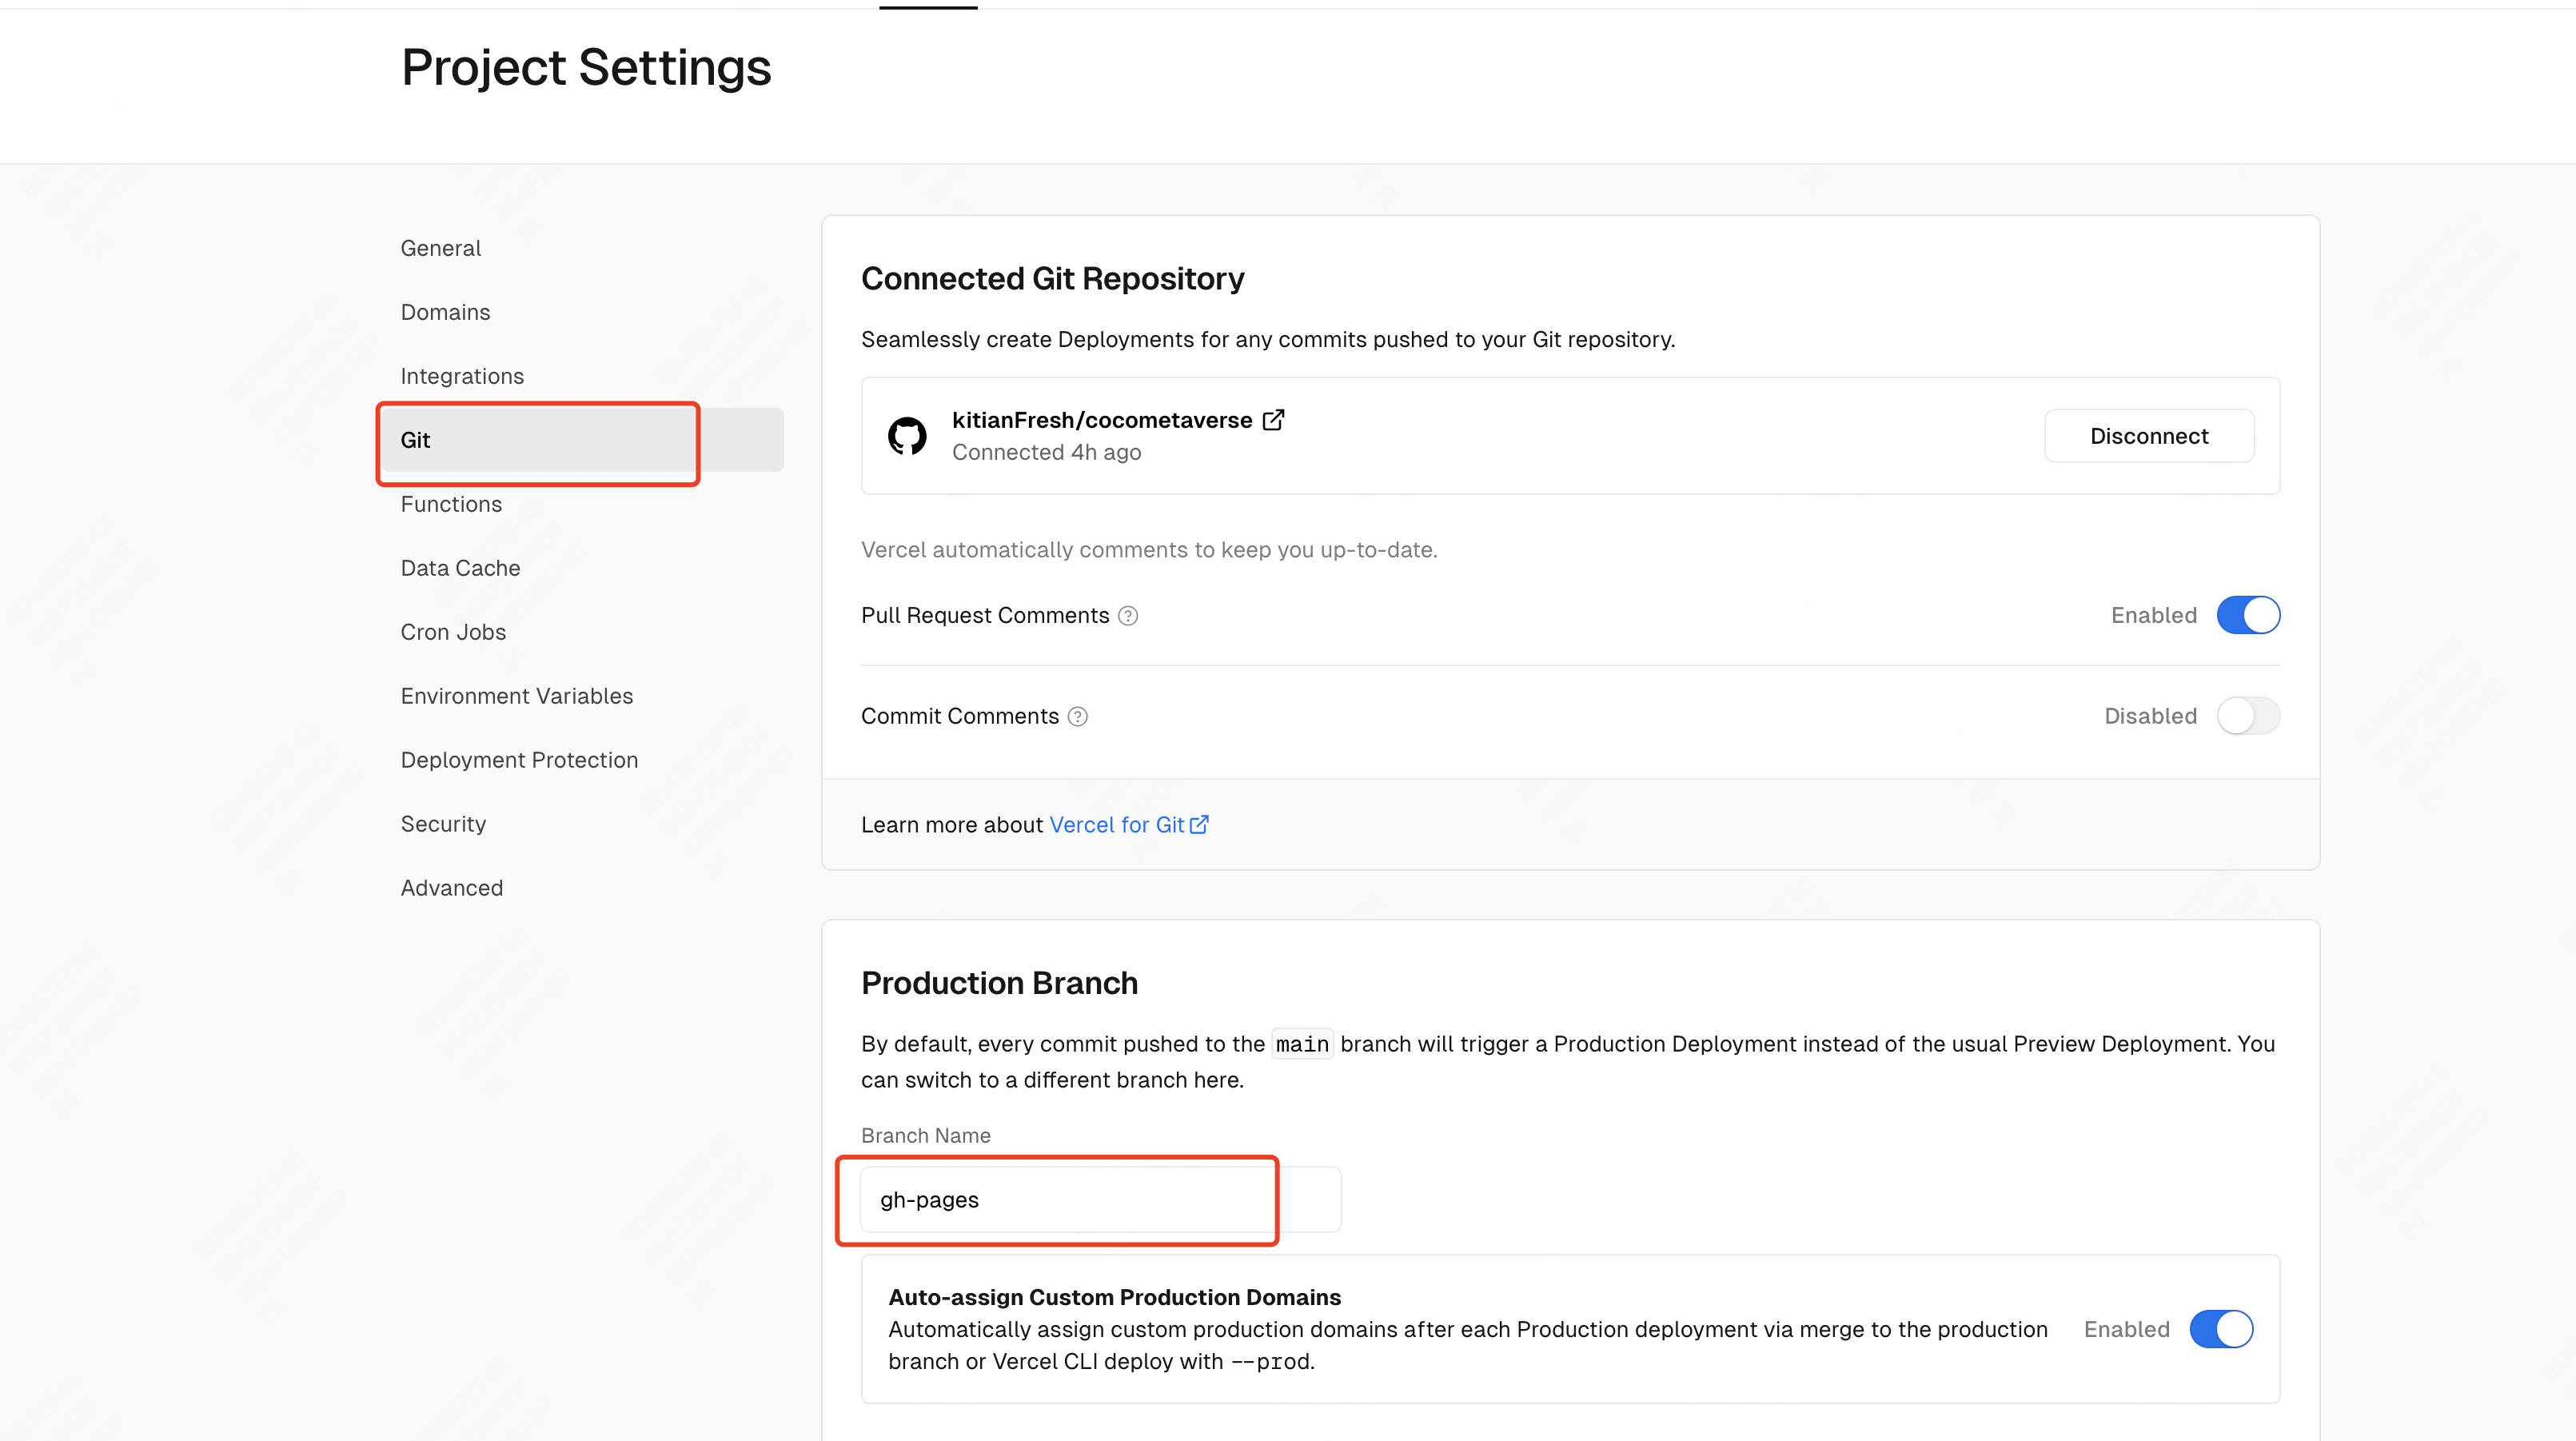 Project Settings
General
Domains
Integrations
Git
Functions
Data Cache
Cron Jobs
Environment Variables
Deployment Protection
Security
Advanced
Connected Git Repository
Seamlessly create Deployments for any commits pushed to your Git repository.
kitianFresh/cocometaverse
Connected 4h ago
Disconnect
Vercel automatically comments to keep you up-to-date.
Pull Request Comments
Enabled
Commit Comments
Disabled
Learn more about Vercel for Git
Production Branch
By default, every commit pushed to the main branch will trigger a Production Deployment instead of the usual Preview Deployment. You
can switch to a different branch here.
Branch Name
gh-pages
Auto-assign Custom Production Domains
Automatically assign custom production domains after each Production deployment via merge to the production
branch or Vercel CLI deploy with --prod.
Enabled